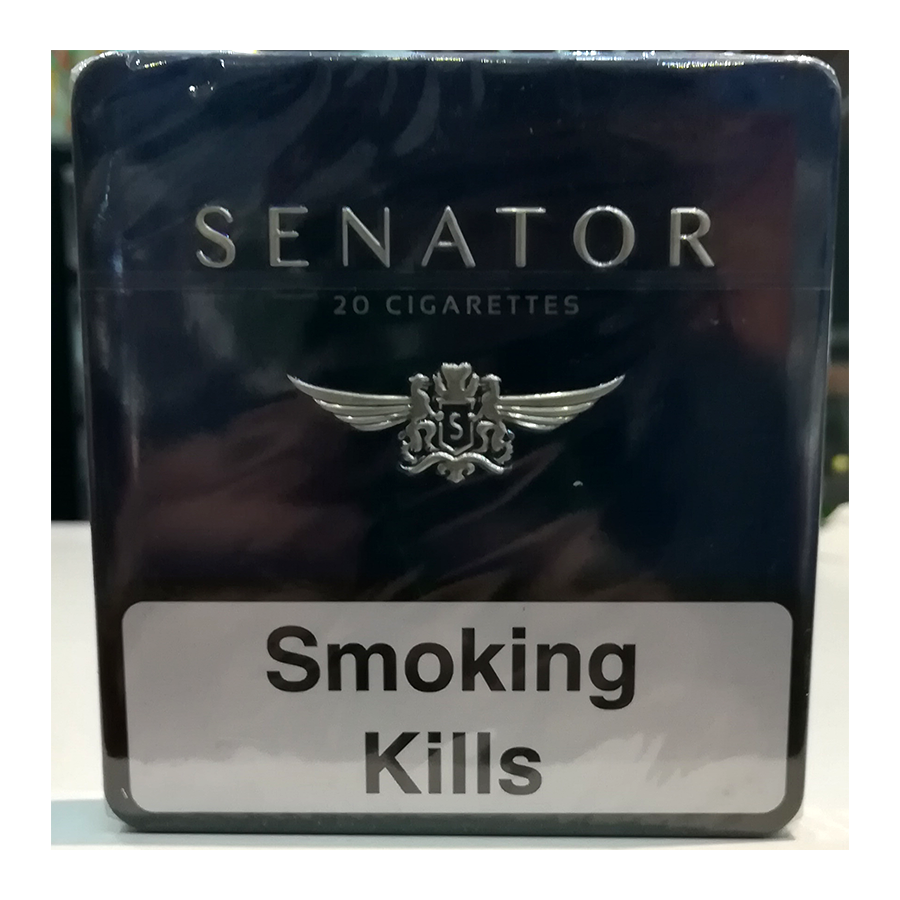 SENATOR
20 CIGARETTES
S
Smoking
Kills